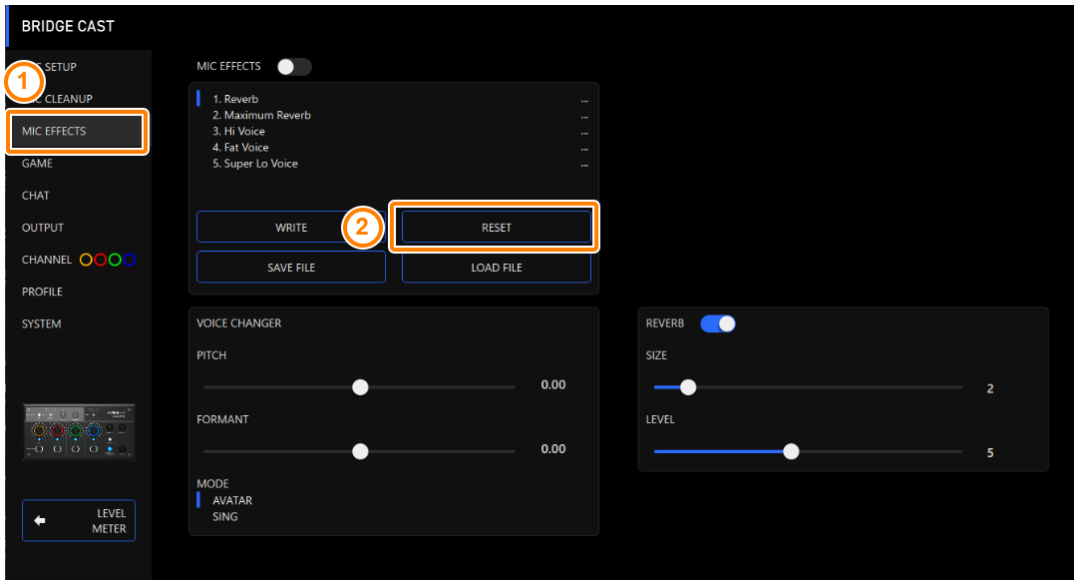 BRIDGE CAST
SETUP
CLEANUP
MIC EFFECTS
GAME
CHAT
OUTPUT
CHANNEL
PROFILE
SYSTEM
LEVEL
METER
1
2
MIC EFFECTS
1. Reverb ...
2. Maximum Reverb ...
3. Hi Voice ...
4. Fat Voice ...
5. Super Lo Voice ...
WRITE
RESET
SAVE FILE
LOAD FILE
VOICE CHANGER
PITCH
0.00
FORMANT
0.00
MODE
AVATAR
SING
REVERB
SIZE
2
LEVEL
5